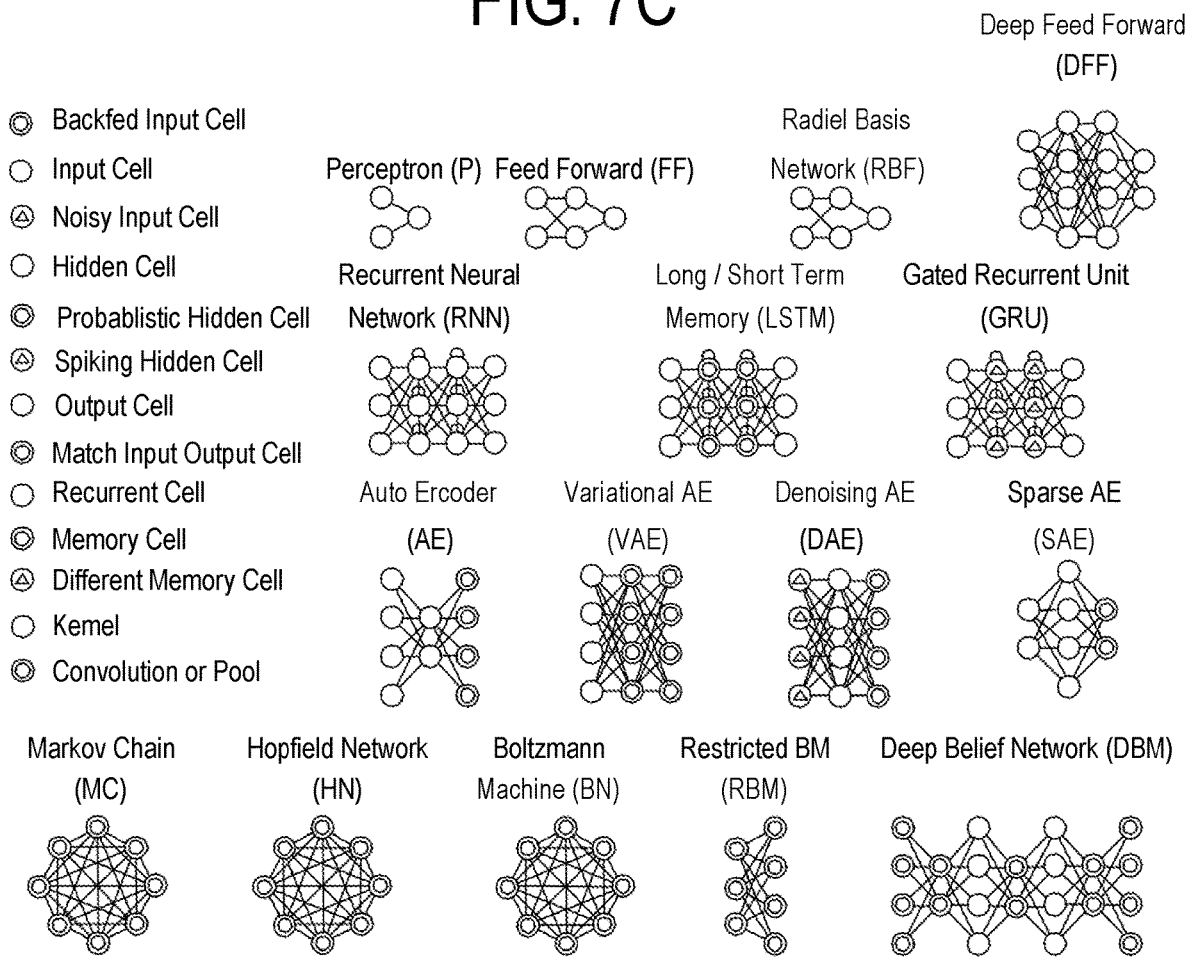 FIG. 7C
Deep Feed Forward
(DFF)
Backfed Input Cell
Input Cell
Noisy Input Cell
Hidden Cell
Probablistic Hidden Cell
Spiking Hidden Cell
Output Cell
Match Input Output Cell
Recurrent Cell
Memory Cell
Different Memory Cell
Kernel
Convolution or Pool
Perceptron (P)
Feed Forward (FF)
Radiel Basis
Network (RBF)
Recurrent Neural
Network (RNN)
Long / Short Term
Memory (LSTM)
Gated Recurrent Unit
(GRU)
Auto Ercoder
(AE)
Variational AE
(VAE)
Denoising AE
(DAE)
Sparse AE
(SAE)
Markov Chain
(MC)
Hopfield Network
(HN)
Boltzmann
Machine (BN)
Restricted BM
(RBM)
Deep Belief Network (DBM)